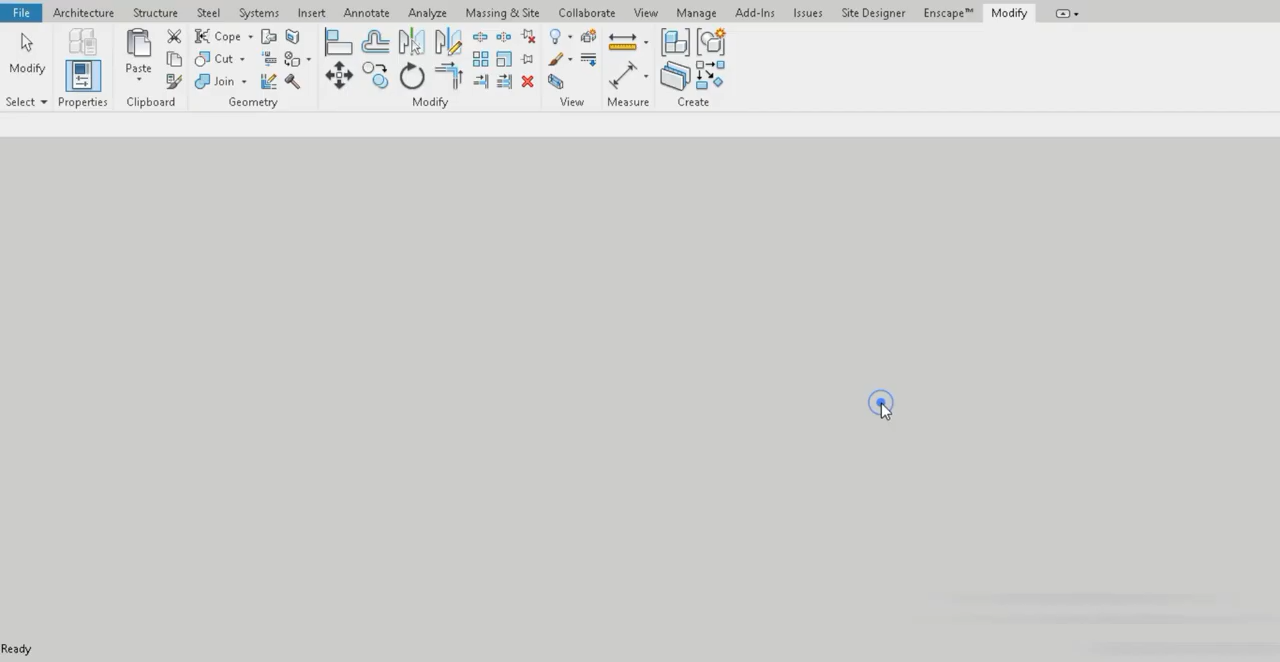 File Architecture Structure Steel Systems Insert Annotate Analyze Massing & Site Collaborate View Manage Add-Ins Issues Site Designer Enscape™ Modify
Cope
Modify Paste Cut
Join
Select Properties Clipboard Geometry Modify View Measure Create
Ready